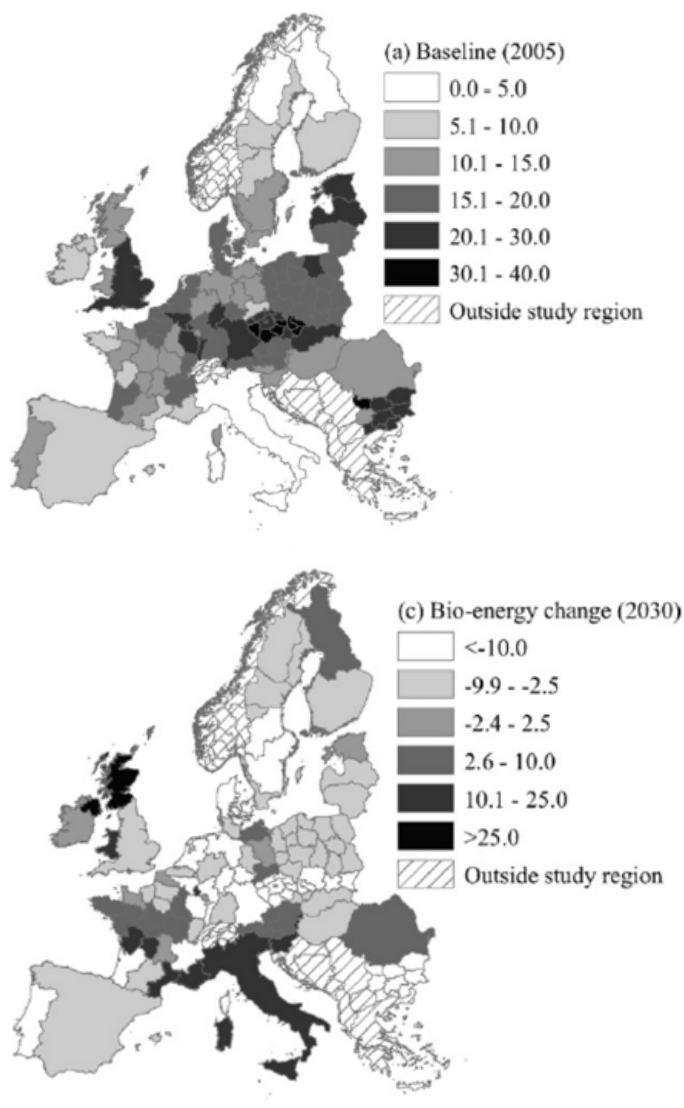 (a) Baseline (2005)
0.0 - 5.0
5.1 - 10.0
10.1 - 15.0
15.1 - 20.0
20.1 - 30.0
30.1 - 40.0
Outside study region
(c) Bio-energy change (2030)
<-10.0
-9.9 - -2.5
-2.4 - 2.5
2.6 - 10.0
10.1 - 25.0
>25.0
Outside study region